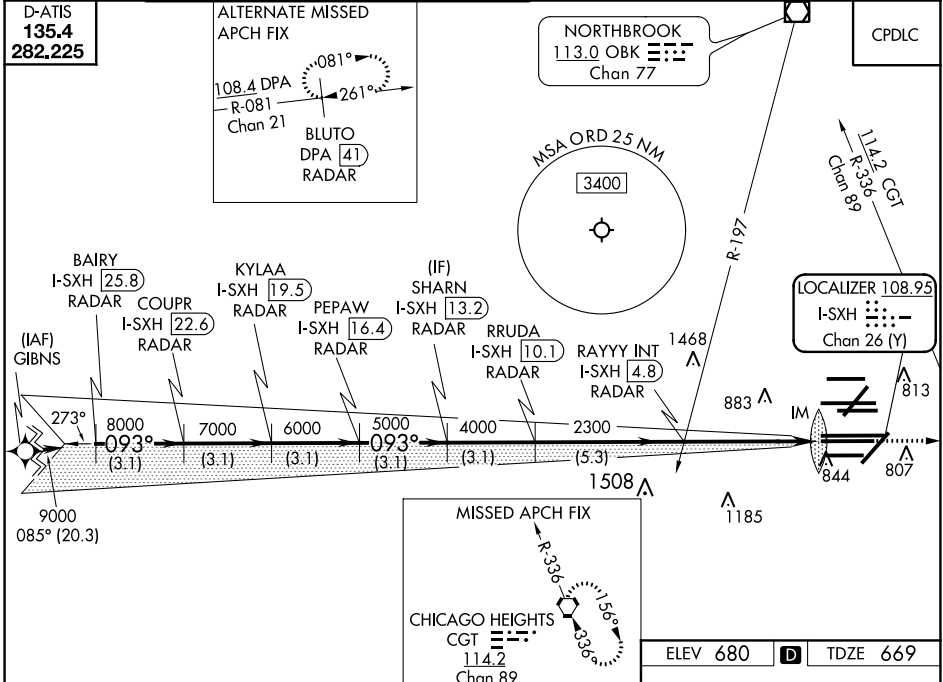 D-ATIS
135.4
282.225
ALTERNATE MISSED
APCH FIX
081°
261°
108.4 DPA
R-081
Chan 21
BLUTO
DPA 41
RADAR
NORTHBROOK
113.0 OBK
Chan 77
CPDLC
MSA ORD 25 NM
3400
R-197
114.2 CGT
R-336
Chan 89
LOCALIZER 108.95
I-SXH
Chan 26 (Y)
(IAF)
GIBNS
BAIRY
I-SXH 25.8
RADAR
COUPR
I-SXH 22.6
RADAR
KYLAA
I-SXH 19.5
RADAR
PEPAW
I-SXH 16.4
RADAR
(IF)
SHARN
I-SXH 13.2
RADAR
RRUDA
I-SXH 10.1
RADAR
RAYYY INT
I-SXH 4.8
RADAR
1468
883
IM
813
273°
8000
093°
(3.1)
7000
(3.1)
6000
(3.1)
5000
093°
(3.1)
4000
(3.1)
2300
(5.3)
9000
085° (20.3)
1508
1185
844
807
MISSED APCH FIX
R-336
156°
336°
CHICAGO HEIGHTS
CGT
114.2
Chan 89
ELEV 680 D TDZE 669